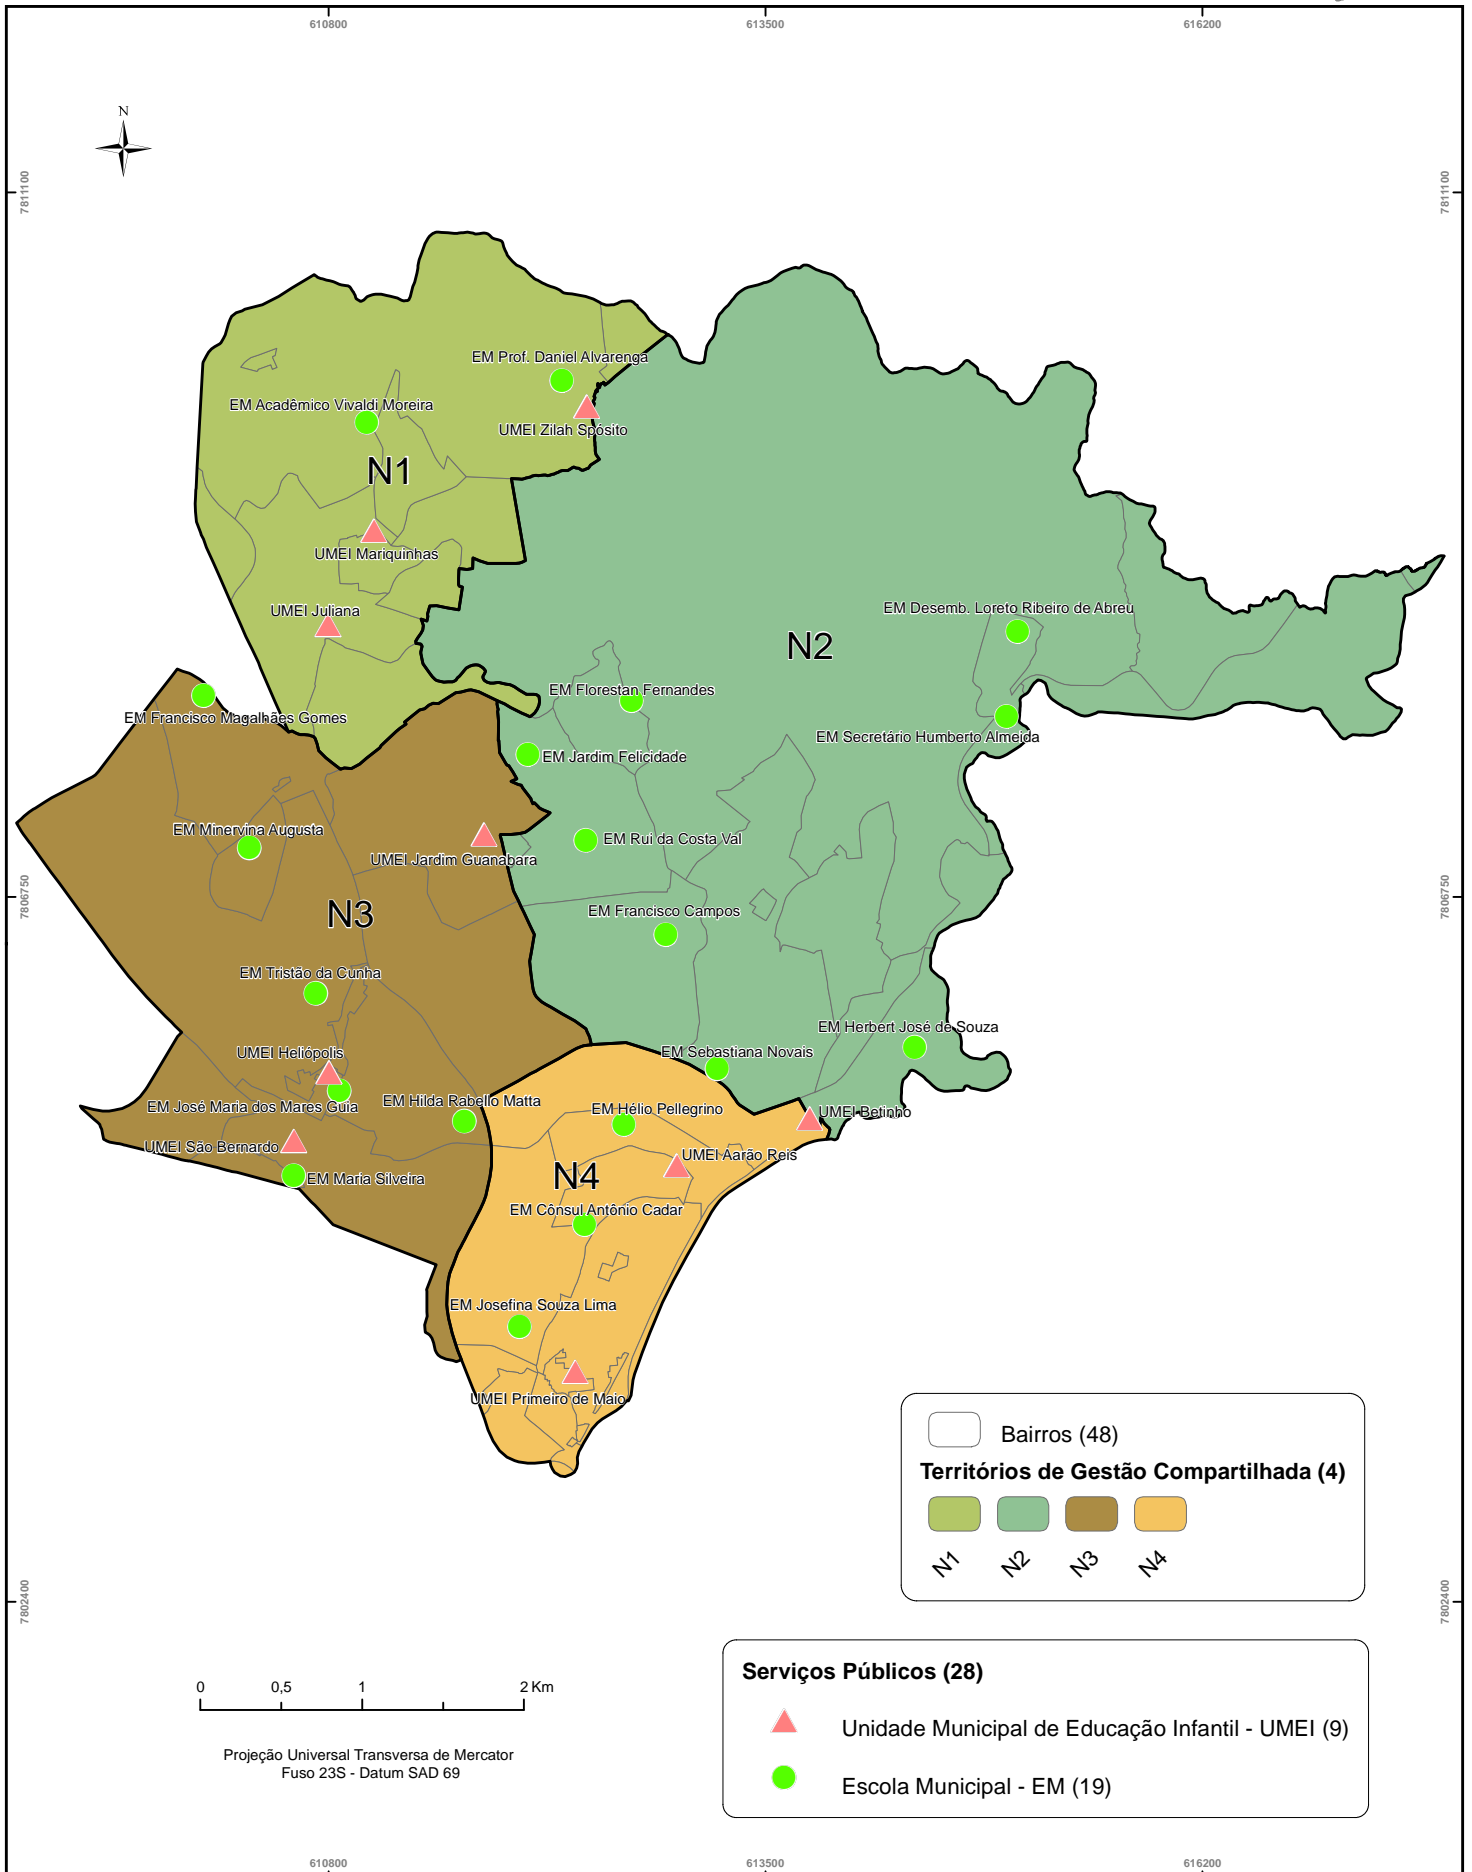 610800
613500
616200
N
7811100
7811100
EM Prof. Daniel Alvarenga
EM Acadêmico Vivaldi Moreira
UMEI Zilah Spósito
N1
UMEI Mariquinhas
UMEI Juliana
EM Desemb. Loreto Ribeiro de Abreu
N2
EM Florestan Fernandes
EM Francisco Magalhães Gomes
EM Secretário Humberto Almeida
EM Jardim Felicidade
EM Minervina Augusta
EM Rui da Costa Val
UMEI Jardim Guanabara
7806750
7806750
N3
EM Francisco Campos
EM Tristão da Cunha
EM Herbert José de Souza
UMEI Heliópolis
EM Sebastiana Novais
EM José Maria dos Mares Guia
EM Hilda Rabello Matta
EM Hélio Pellegrino
UMEI Betinho
UMEI São Bernardo
UMEI Aarão Reis
EM Maria Silveira
N4
EM Cônsul Antônio Cadar
EM Josefina Souza Lima
UMEI Primeiro de Maio
Bairros (48)
Territórios de Gestão Compartilhada (4)
N1 N2 N3 N4
7802400
7802400
Serviços Públicos (28)
Unidade Municipal de Educação Infantil - UMEI (9)
Escola Municipal - EM (19)
0 0,5 1 2 Km
Projeção Universal Transversa de Mercator
Fuso 23S - Datum SAD 69
610800
613500
616200